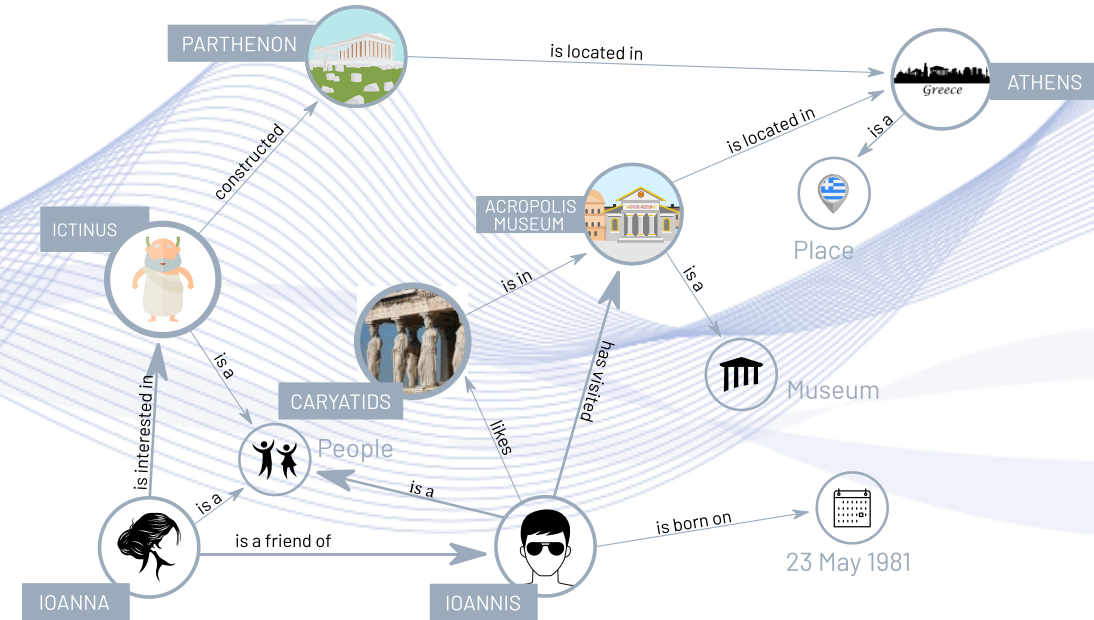 PARTHENON
is located in
Greece
ATHENS
constructed
is located in
is a
ACROPOLIS
MUSEUM
ICTINUS
Place
is in
is a
is a
has visited
is interested in
CARYATIDS
Museum
likes
People
is a
is a
is born on
is a friend of
23 May 1981
IOANNA
IOANNIS